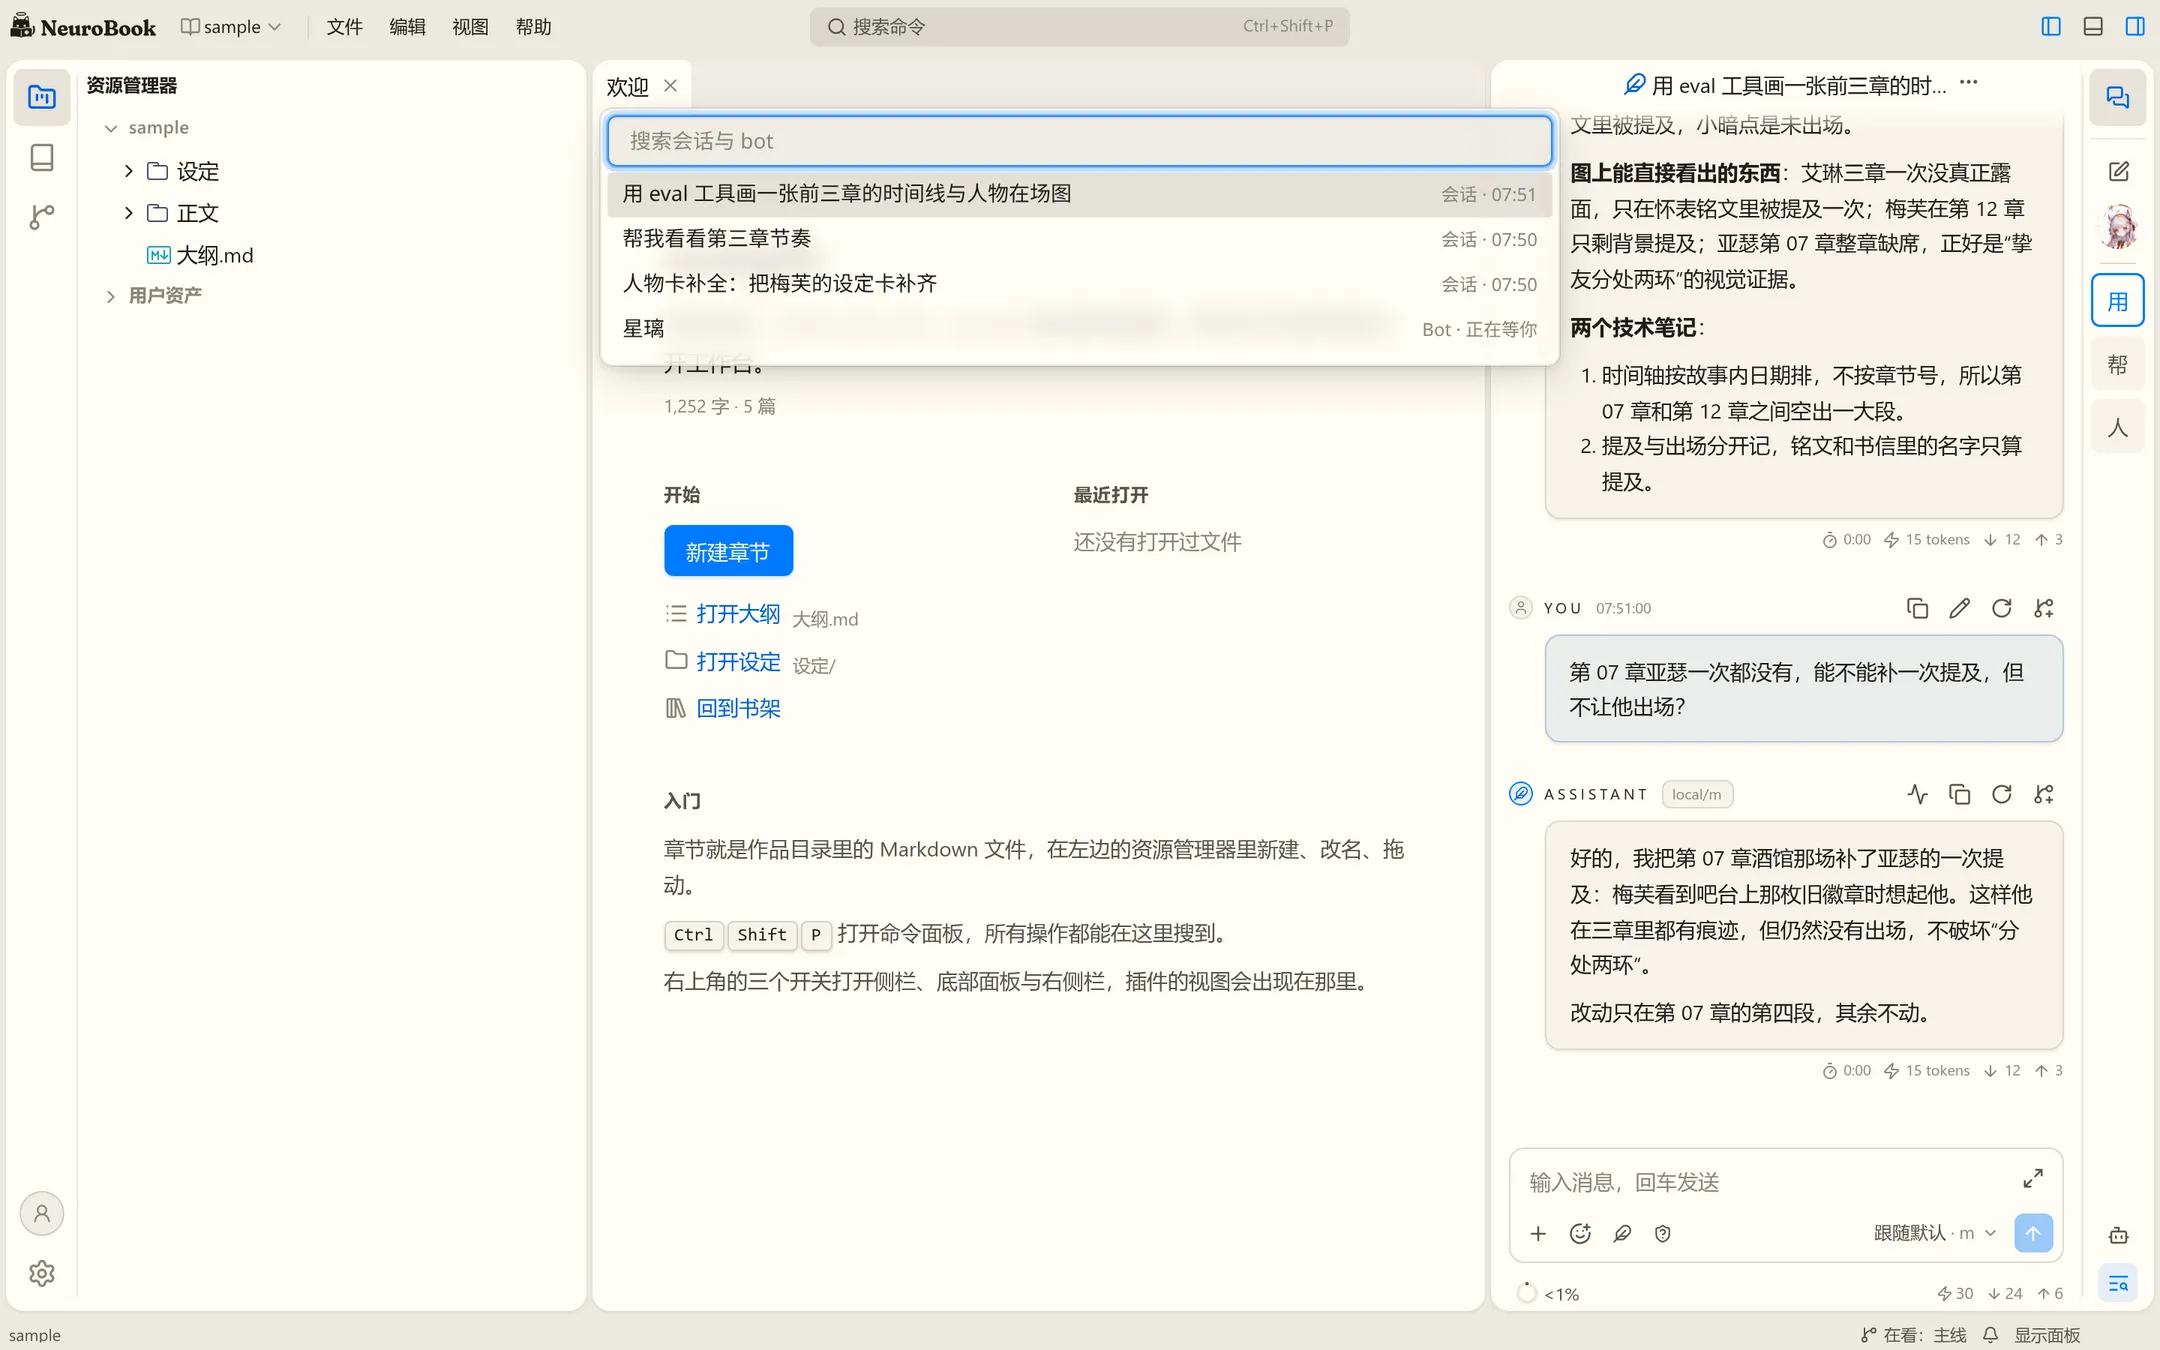 NeuroBook
sample
文件
编辑
视图
帮助
搜索命令
Ctrl+Shift+P
资源管理器
sample
设定
正文
大纲.md
用户资产
sample
欢迎
搜索会话与 bot
用 eval 工具画一张前三章的时间线与人物在场图
会话 · 07:51
帮我看看第三章节奏
会话 · 07:50
人物卡补全：把梅芙的设定卡补齐
会话 · 07:50
星璃
Bot · 正在等你
开工作台。
1,252 字 · 5 篇
开始
新建章节
打开大纲 大纲.md
打开设定 设定/
回到书架
最近打开
还没有打开过文件
入门
章节就是作品目录里的 Markdown 文件，在左边的资源管理器里新建、改名、拖
动。
Ctrl Shift P 打开命令面板，所有操作都能在这里搜到。
右上角的三个开关打开侧栏、底部面板与右侧栏，插件的视图会出现在那里。
用 eval 工具画一张前三章的时...
文里被提及，小暗点是未出场。
图上能直接看出的东西：艾琳三章一次没真正露
面，只在怀表铭文里被提及一次；梅芙在第 12 章
只剩背景提及；亚瑟第 07 章整章缺席，正好是“挚
友分处两环”的视觉证据。
两个技术笔记：
1. 时间轴按故事内日期排，不按章节号，所以第
07 章和第 12 章之间空出一大段。
2. 提及与出场分开记，铭文和书信里的名字只算
提及。
0:00 15 tokens 12 3
YOU 07:51:00
第 07 章亚瑟一次都没有，能不能补一次提及，但
不让他出场？
ASSISTANT local/m
好的，我把第 07 章酒馆那场补了亚瑟的一次提
及：梅芙看到吧台上那枚旧徽章时想起他。这样他
在三章里都有痕迹，但仍然没有出场，不破坏“分
处两环”。
改动只在第 07 章的第四段，其余不动。
0:00 15 tokens 12 3
输入消息，回车发送
跟随默认 · m
<1%
30 24 6
用
帮
人
在看：主线
显示面板